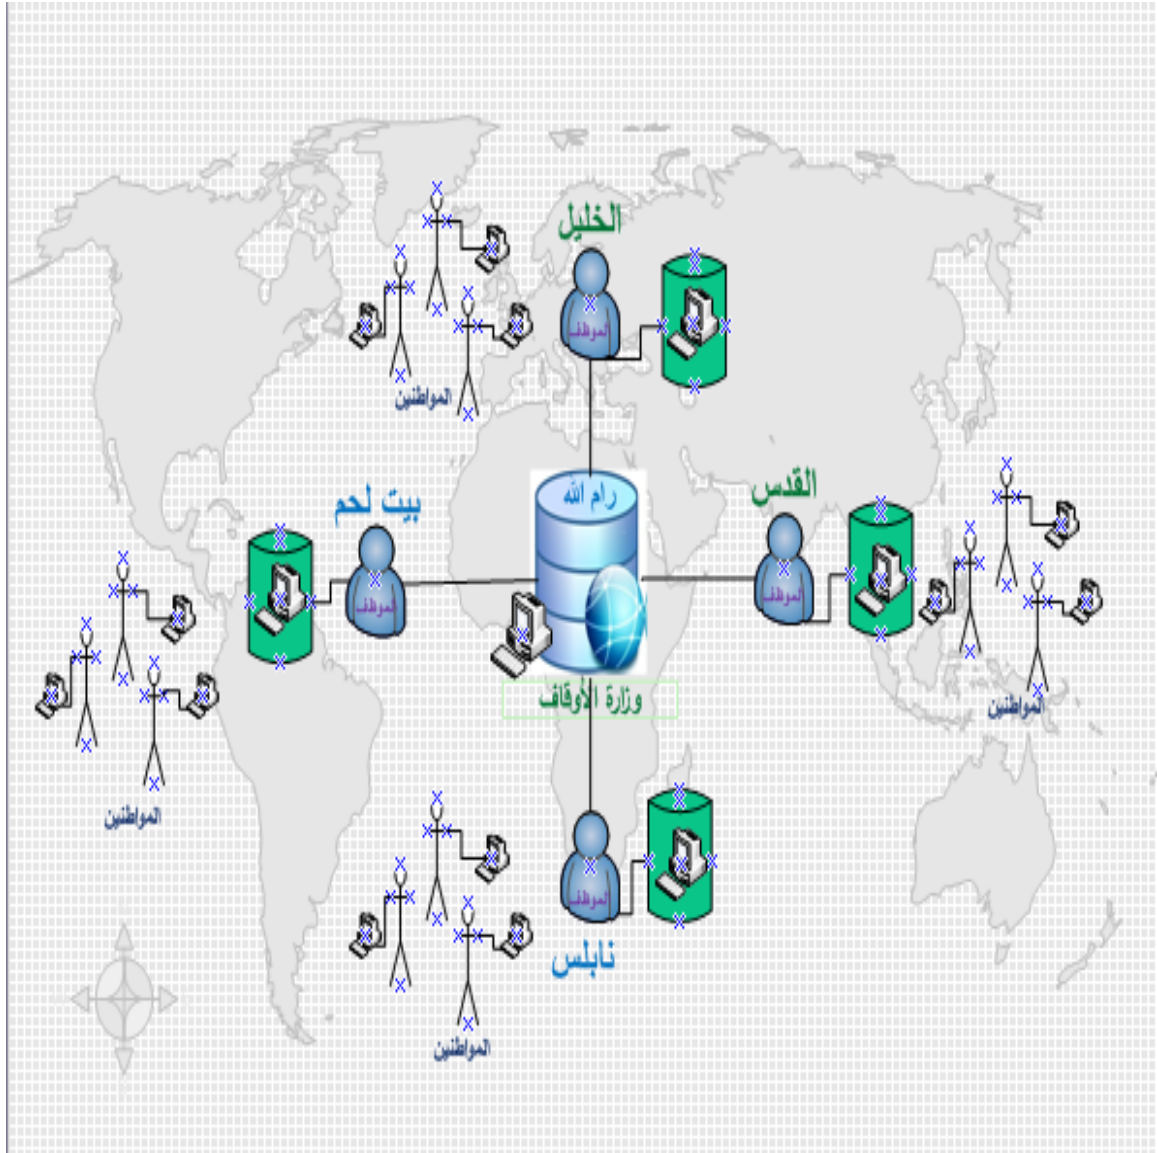 الخليل
الموظف
المواطنين
رام الله
القدس
بيت لحم
الموظف
الموظف
وزارة الأوقاف
المواطنين
المواطنين
الموظف
نابلس
المواطنين